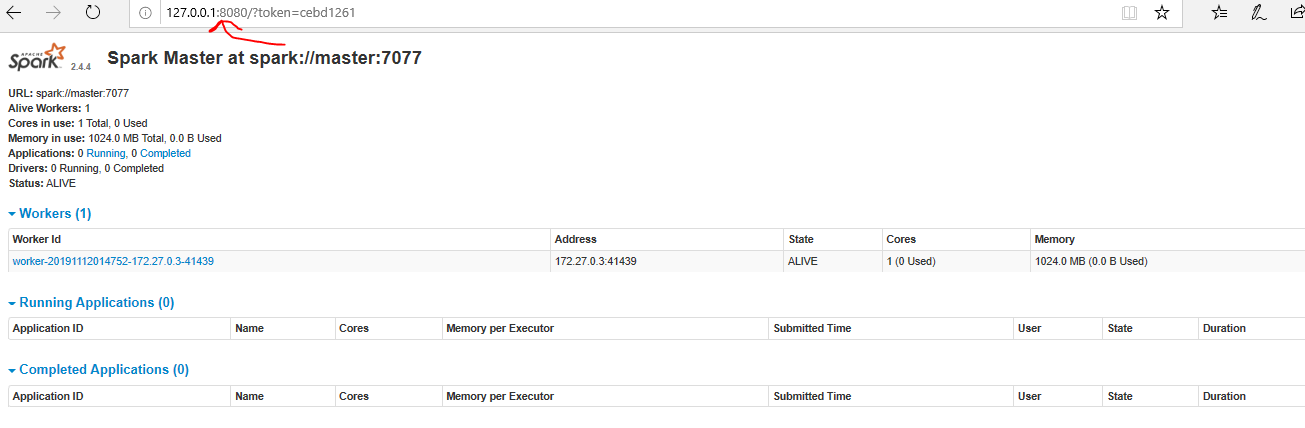 127.0.0.1:8080/?token=cebd1261
APACHE Spark 2.4.4 Spark Master at spark://master:7077
URL: spark://master:7077
Alive Workers: 1
Cores in use: 1 Total, 0 Used
Memory in use: 1024.0 MB Total, 0.0 B Used
Applications: 0 Running, 0 Completed
Drivers: 0 Running, 0 Completed
Status: ALIVE
Workers (1)
Worker Id Address State Cores Memory
worker-20191112014752-172.27.0.3-41439 172.27.0.3:41439 ALIVE 1 (0 Used) 1024.0 MB (0.0 B Used)
Running Applications (0)
Application ID Name Cores Memory per Executor Submitted Time User State Duration
Completed Applications (0)
Application ID Name Cores Memory per Executor Submitted Time User State Duration